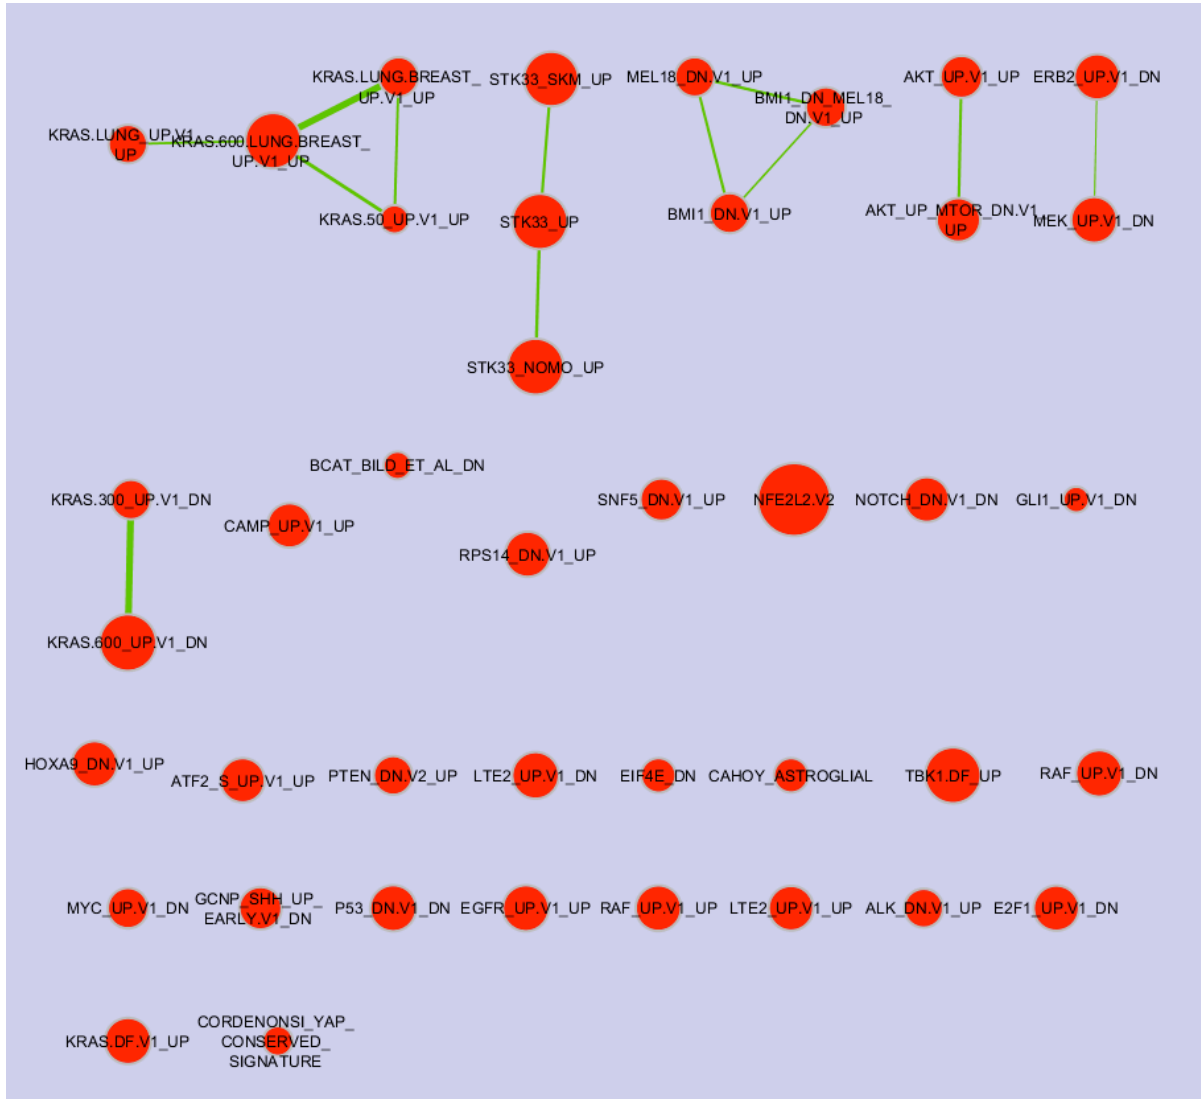 KRAS.LUNG.BREAST_
UP.V1_UP
STK33_SKM_UP
MEL18_DN.V1_UP
BMI1_DN_MEL18_
DN.V1_UP
AKT_UP.V1_UP
ERB2_UP.V1_DN
KRAS.LUNG_UP.V1_
UP
KRAS.600.LUNG.BREAST_
UP.V1_UP
KRAS.50_UP.V1_UP
STK33_UP
BMI1_DN.V1_UP
AKT_UP_MTOR_DN.V1_
UP
MEK_UP.V1_DN
STK33_NOMO_UP
BCAT_BILD_ET_AL_DN
KRAS.300_UP.V1_DN
CAMP_UP.V1_UP
RPS14_DN.V1_UP
SNF5_DN.V1_UP
NFE2L2.V2
NOTCH_DN.V1_DN
GLI1_UP.V1_DN
KRAS.600_UP.V1_DN
HOXA9_DN.V1_UP
ATF2_S_UP.V1_UP
PTEN_DN.V2_UP
LTE2_UP.V1_DN
EIF4E_DN
CAHOY_ASTROGLIAL
TBK1.DF_UP
RAF_UP.V1_DN
MYC_UP.V1_DN
GCNP_SHH_UP_
EARLY.V1_DN
P53_DN.V1_DN
EGFR_UP.V1_UP
RAF_UP.V1_UP
LTE2_UP.V1_UP
ALK_DN.V1_UP
E2F1_UP.V1_DN
KRAS.DF.V1_UP
CORDENONSI_YAP_
CONSERVED_
SIGNATURE